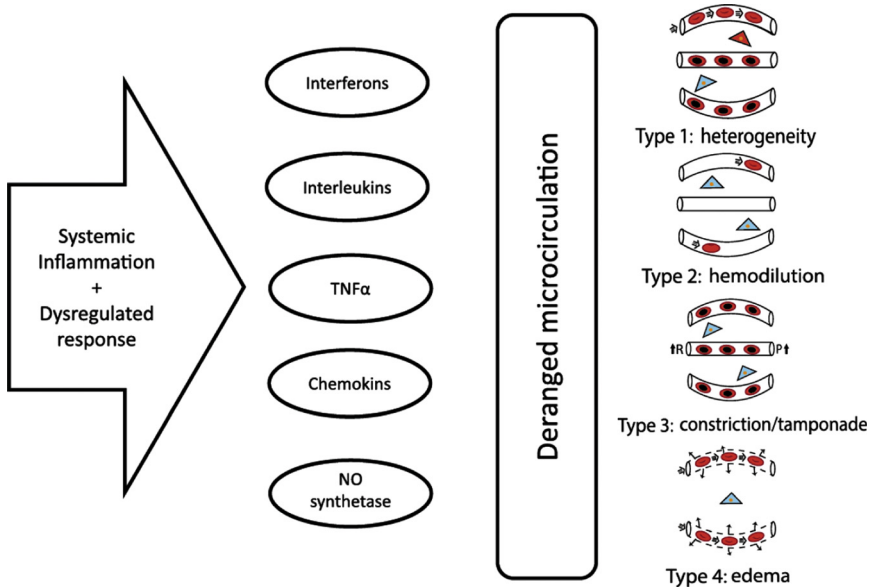 Systemic
Inflammation
+
Dysregulated
response
Interferons
Interleukins
TNFα
Chemokins
NO
synthetase
Deranged microcirculation
Type 1: heterogeneity
Type 2: hemodilution
R
P
Type 3: constriction/tamponade
Type 4: edema